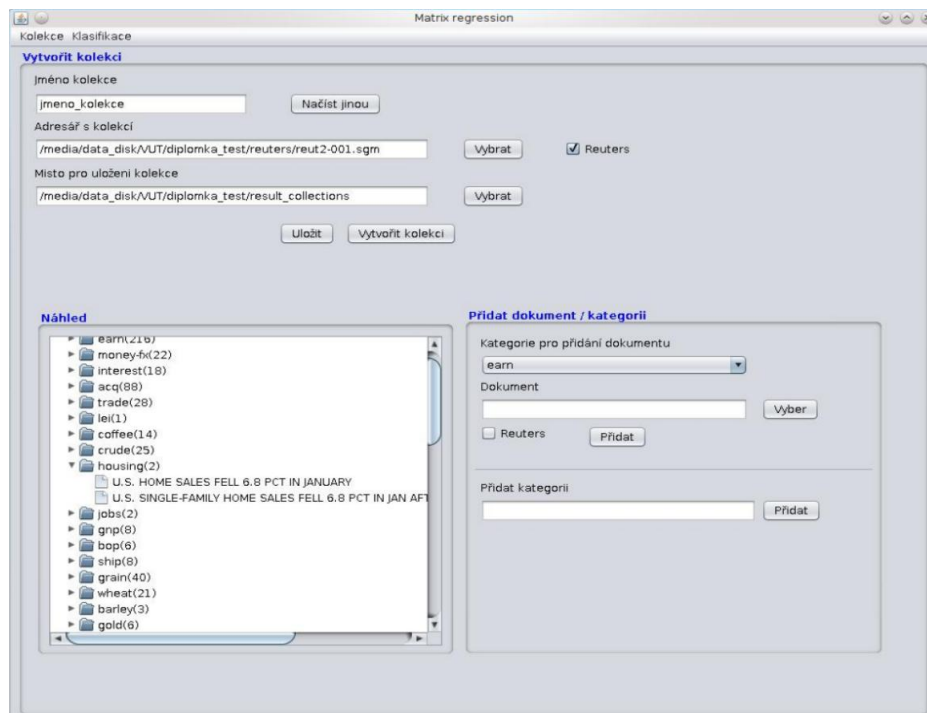 Matrix regression
Kolekce Klasifikace
Vytvořit kolekci
Jméno kolekce
jmeno_kolekce
Načíst jinou
Adresář s kolekcí
/media/data_disk/VUT/diplomka_test/reuters/reut2-001.sgm
Vybrat
Reuters
Misto pro uloženi kolekce
/media/data_disk/VUT/diplomka_test/result_collections
Vybrat
Uložit
Vytvořit kolekci
Náhled
earn(216)
money-fx(22)
interest(18)
acq(88)
trade(28)
lei(1)
coffee(14)
crude(25)
housing(2)
U.S. HOME SALES FELL 6.8 PCT IN JANUARY
U.S. SINGLE-FAMILY HOME SALES FELL 6.8 PCT IN JAN AFT
jobs(2)
gnp(8)
bop(6)
ship(8)
grain(40)
wheat(21)
barley(3)
gold(6)
Přidat dokument / kategorii
Kategorie pro přidání dokumentu
earn
Dokument
Vyber
Reuters
Přidat
Přidat kategorii
Přidat